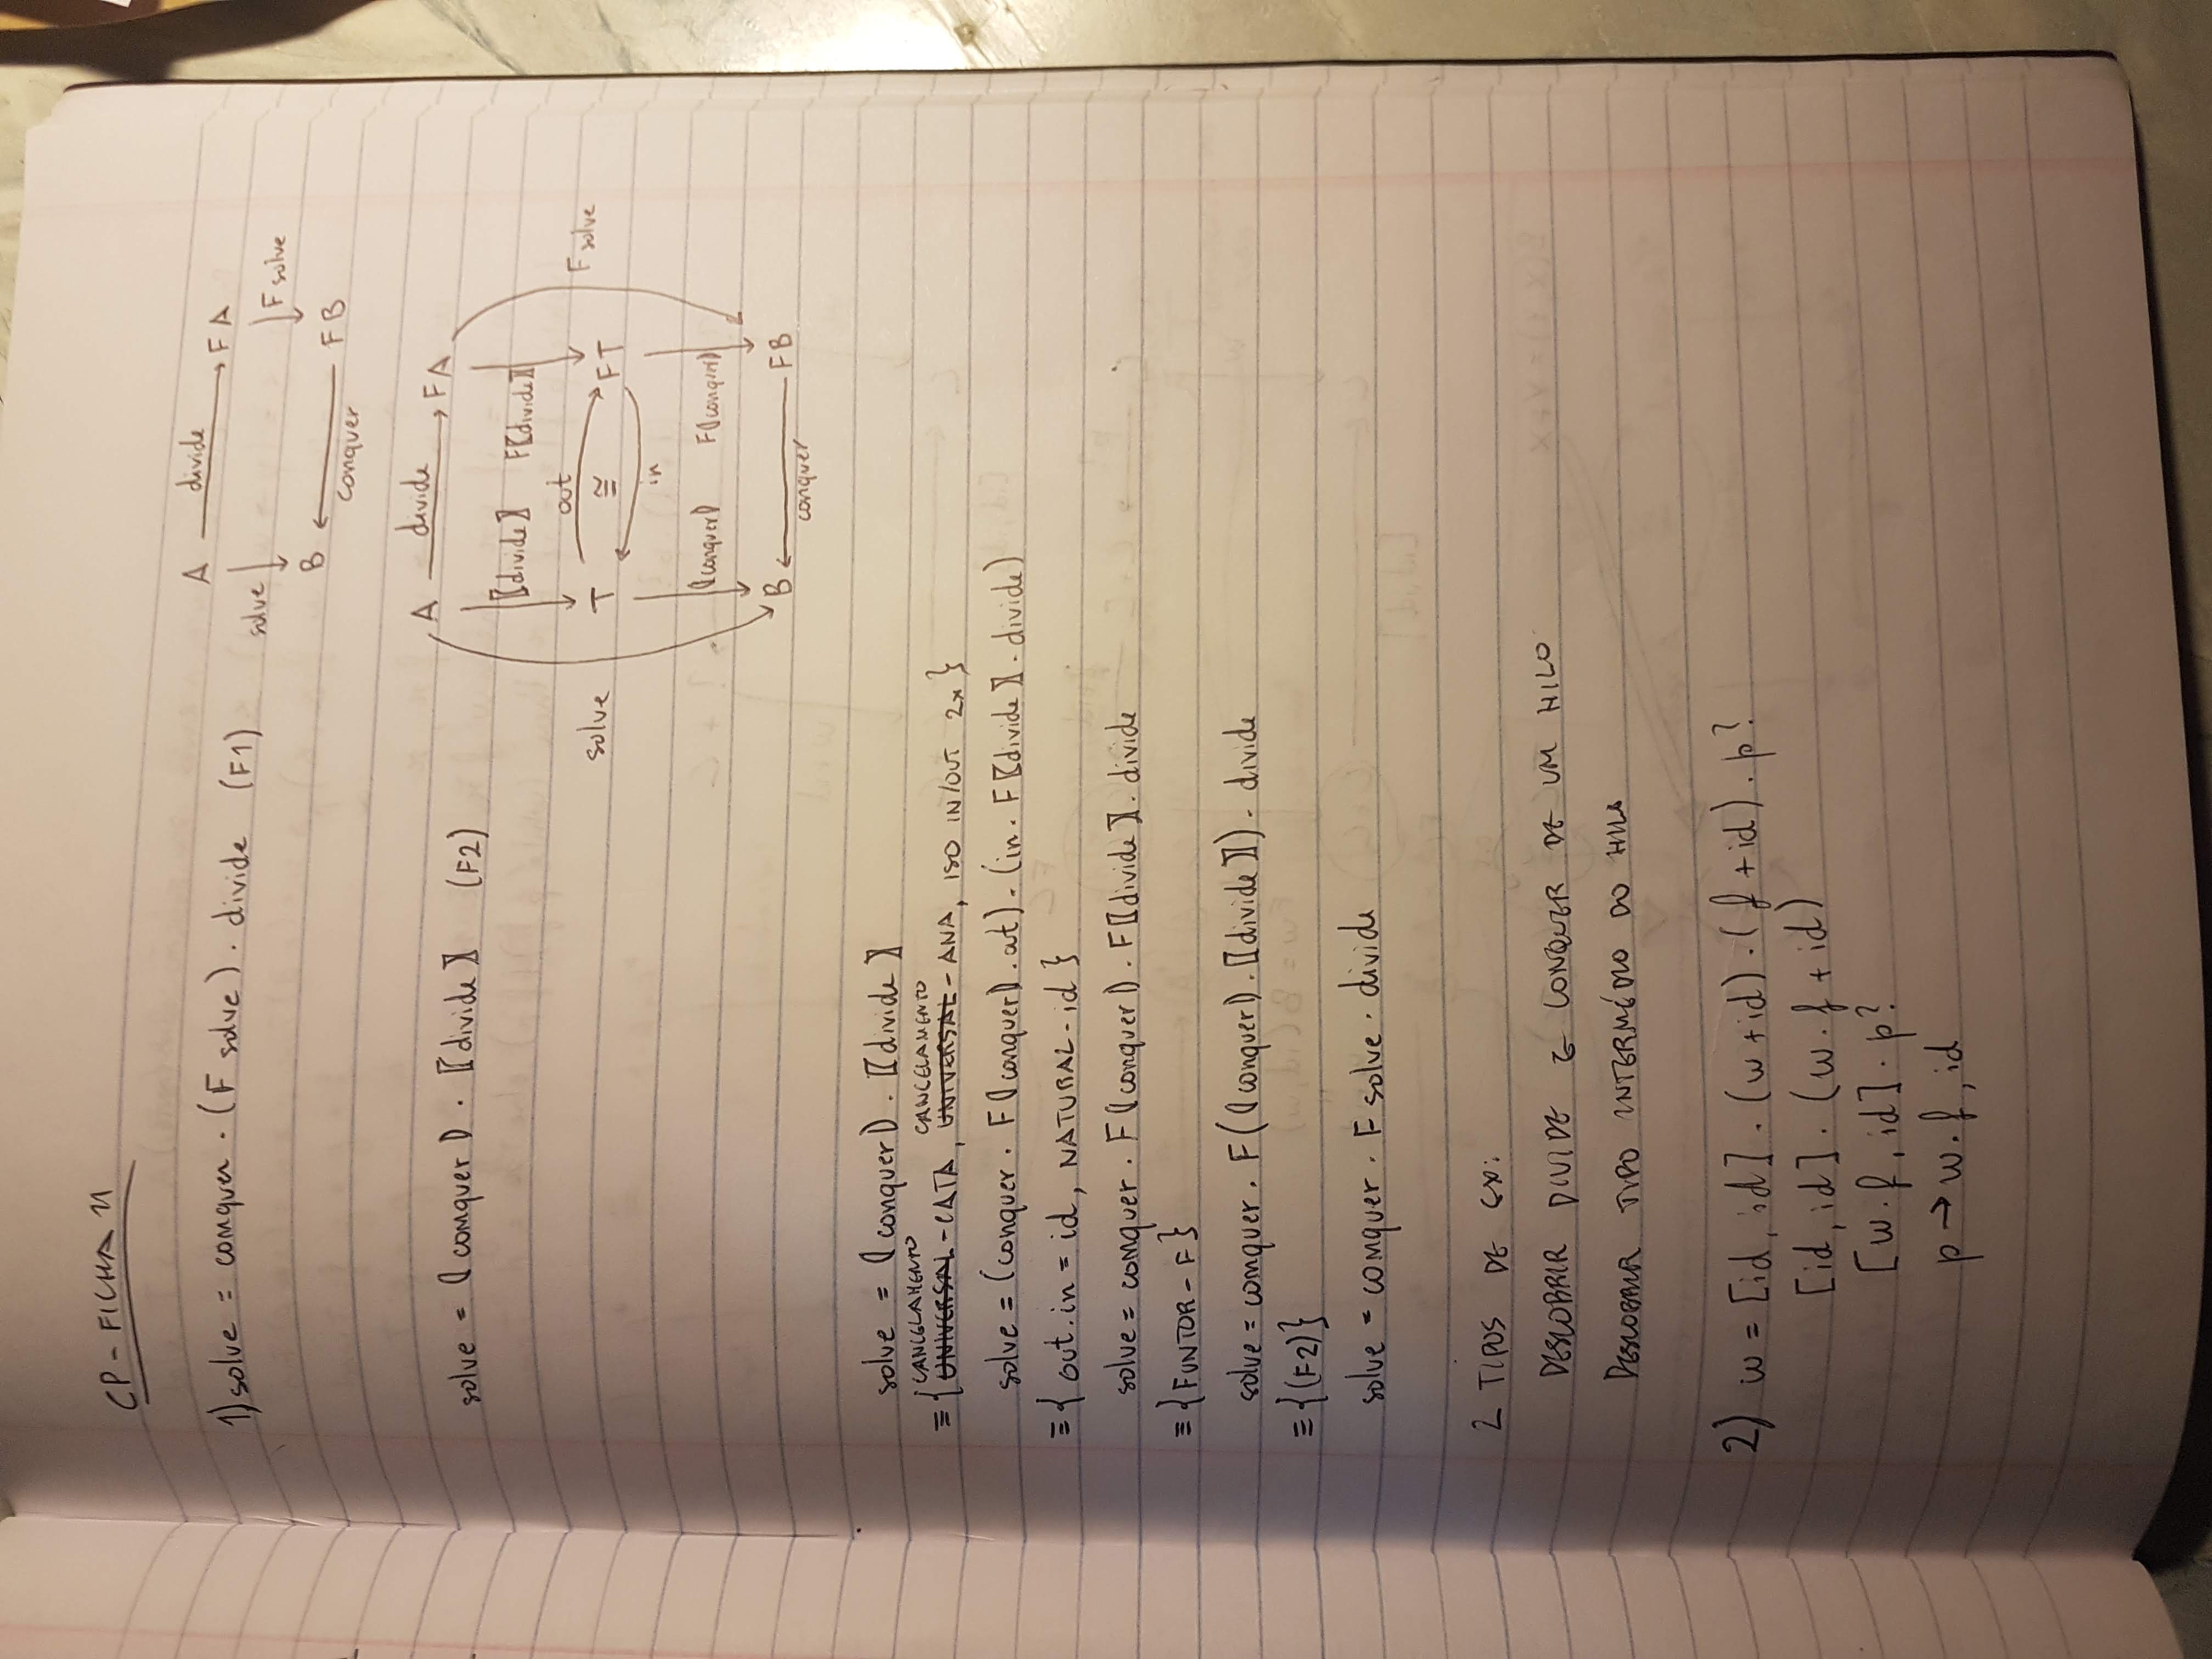 CP - FICHA 11
1) solve = conquer · (F solve) · divide (F1)
A divide F A
solve F solve
B F B
conquer
solve = ⦇conquer⦈ · 〖divide〗 (F2)
A divide FA
〖divide〗 F〖divide〗
out
solve T ≅ FT F solve
in
⦇conquer⦈ F⦇conquer⦈
B FB
conquer
solve = ⦇conquer⦈ · 〖divide〗
CANCELAMENTO CANCELAMENTO
≡ { UNIVERSAL - CATA, UNIVERSAL - ANA, ISO IN/OUT 2x }
solve = (conquer · F⦇conquer⦈ · out) · (in · F〖divide〗 · divide)
≡ { out.in = id, NATURAL - id }
solve = conquer · F⦇conquer⦈ · F〖divide〗 · divide
≡ { FUNTOR - F }
solve = conquer · F(⦇conquer⦈ · 〖divide〗) · divide
≡ {(F2)}
solve = conquer · F solve · divide
2 TIPOS DE EX:
DESCOBRIR DIVIDE E CONQUER DE UM HILO
DESCOBRIR TIPO INTERMÉDIO DO HILO
2) w = [id, id] · (w + id) · (f + id) · p?
[id, id] · (w · f + id)
[w · f, id] · p?
p → w · f, id